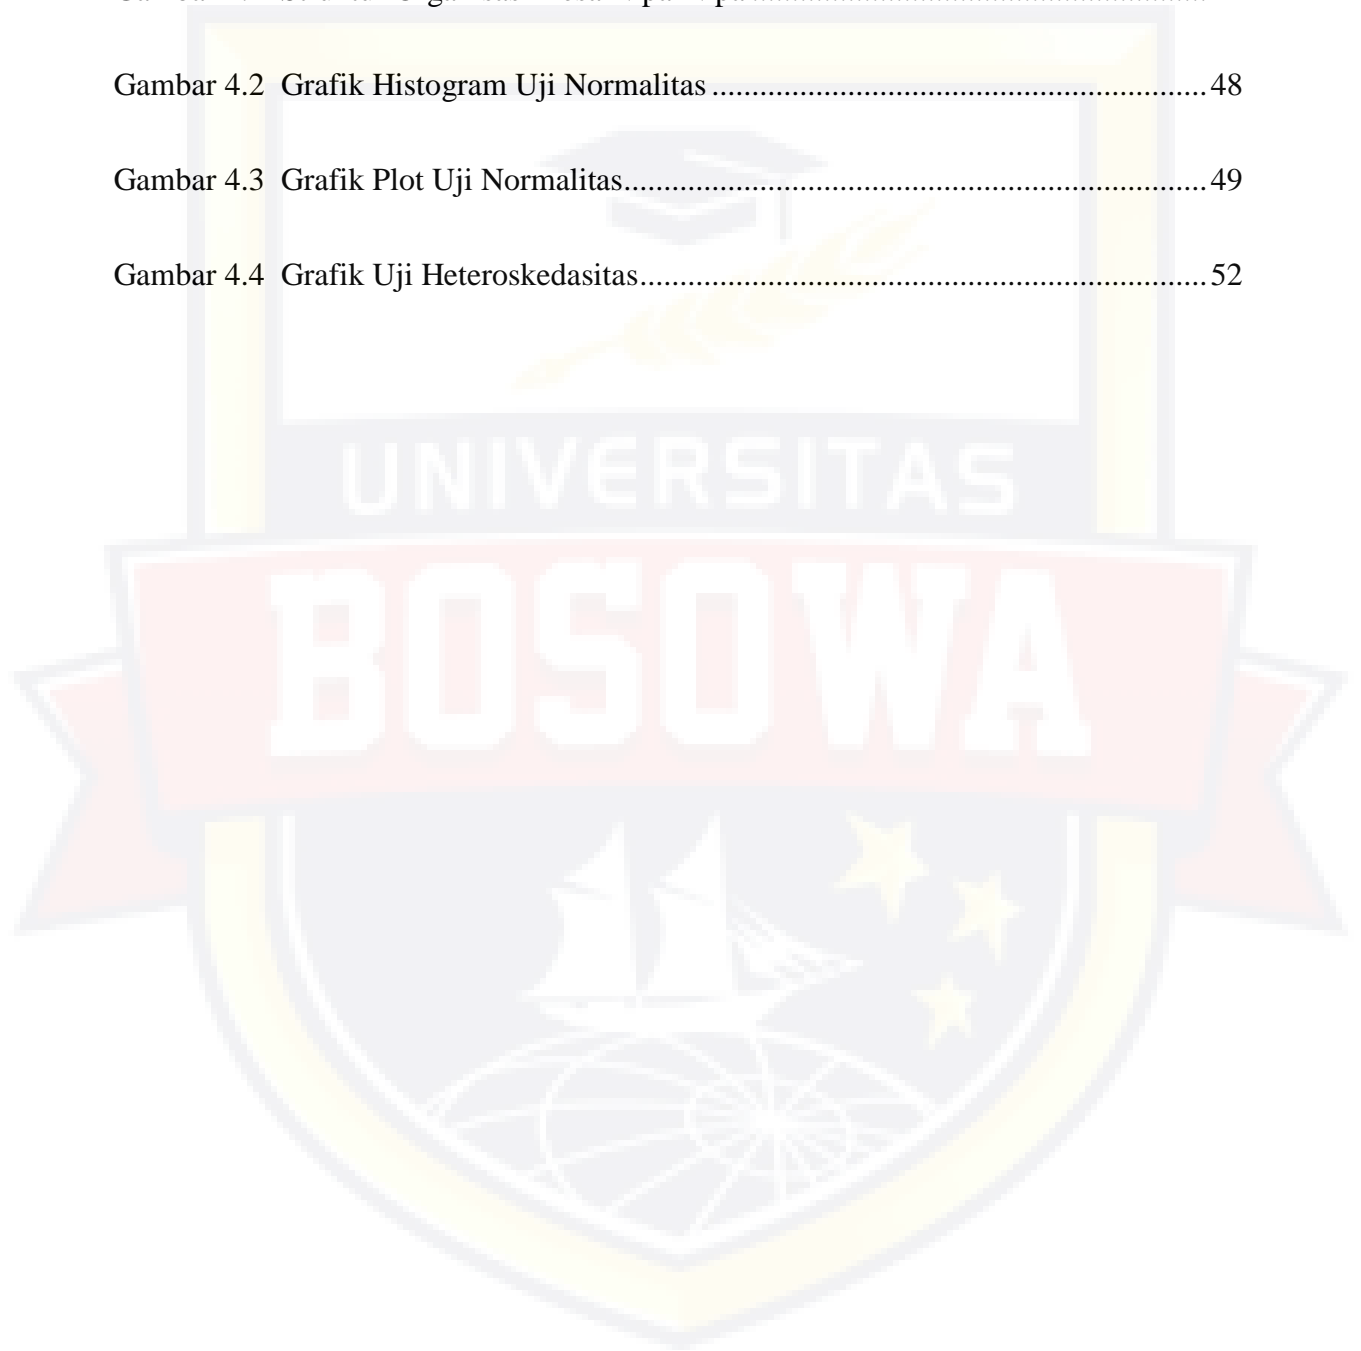 Gambar 4.2 Grafik Histogram Uji Normalitas ............................................................... 48
Gambar 4.3 Grafik Plot Uji Normalitas.......................................................................... 49
Gambar 4.4 Grafik Uji Heteroskedasitas........................................................................ 52
UNIVERSITAS
BOSOWA